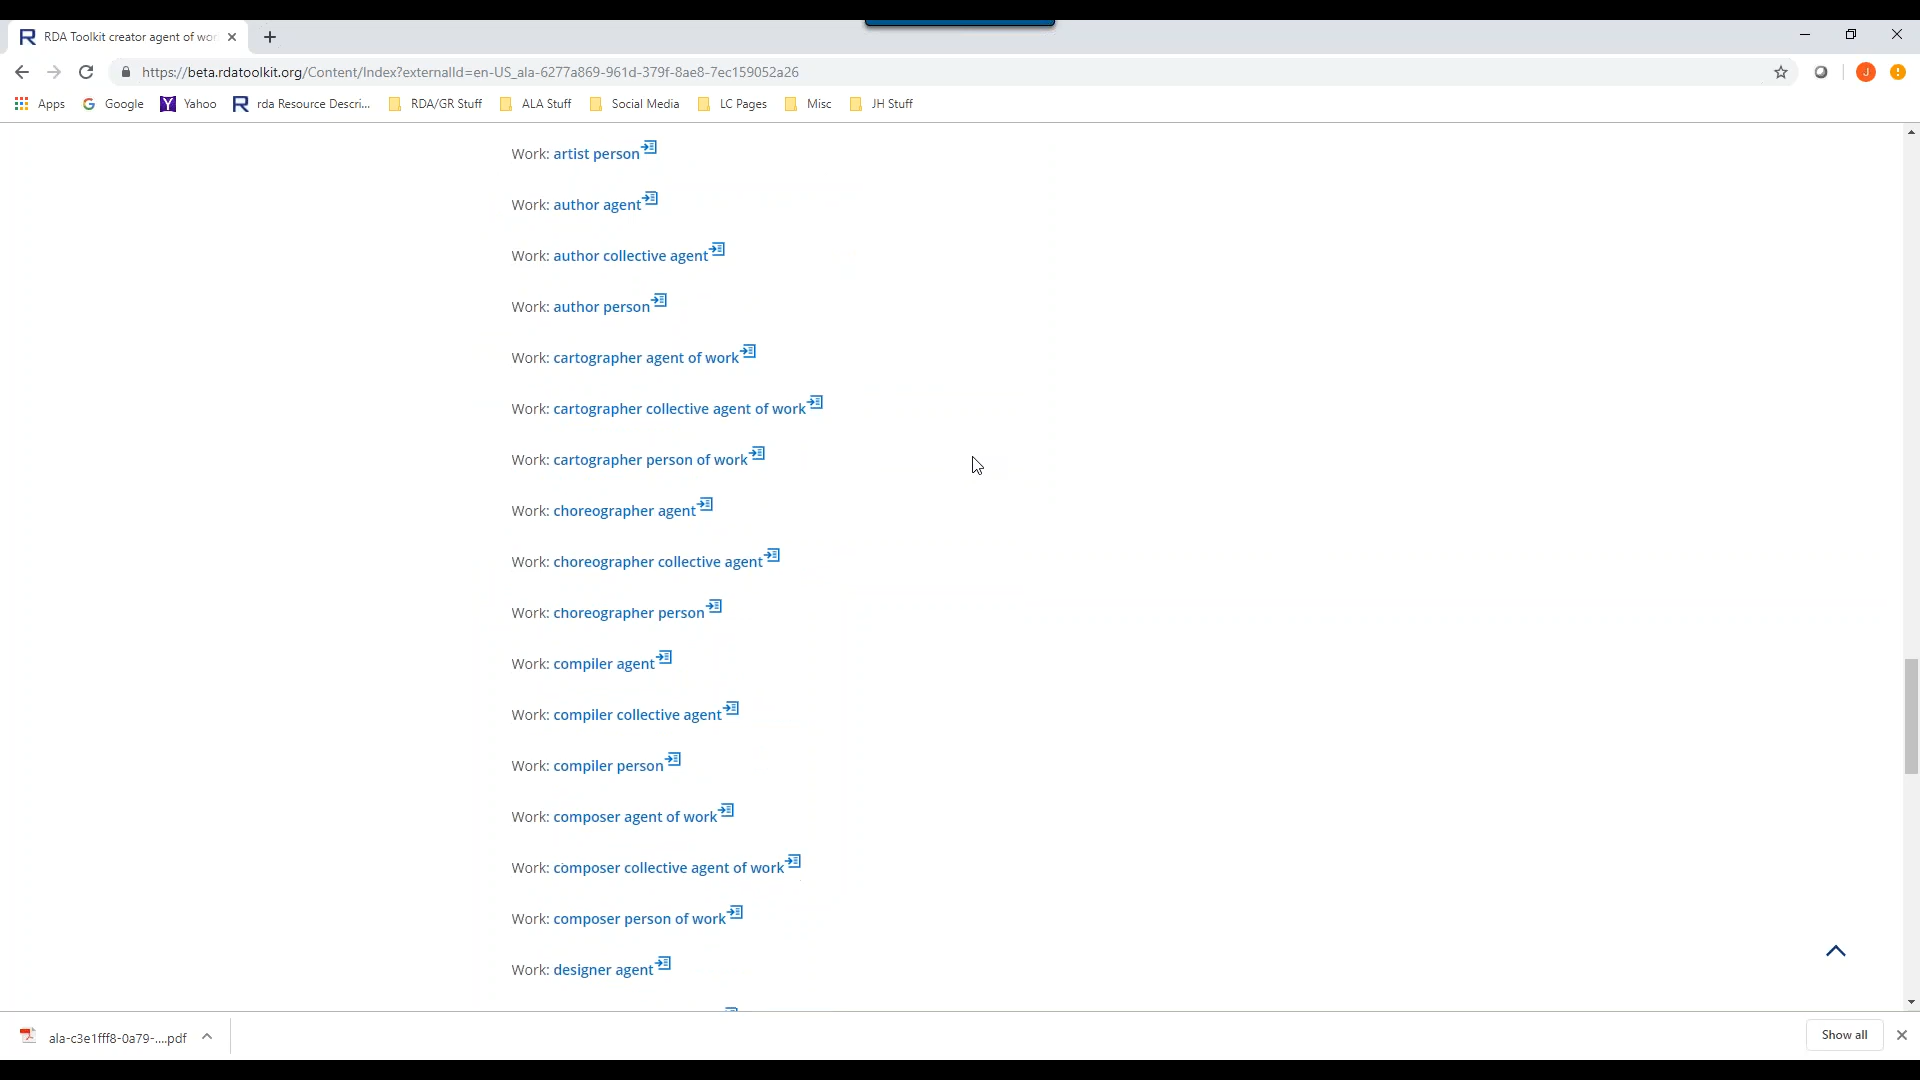 RDA Toolkit creator agent of wor
https://beta.rdatoolkit.org/Content/Index?externalId=en-US_ala-6277a869-961d-379f-8ae8-7ec159052a26
J
Apps Google Yahoo rda Resource Descri... RDA/GR Stuff ALA Stuff Social Media LC Pages Misc JH Stuff
Work: artist person
Work: author agent
Work: author collective agent
Work: author person
Work: cartographer agent of work
Work: cartographer collective agent of work
Work: cartographer person of work
Work: choreographer agent
Work: choreographer collective agent
Work: choreographer person
Work: compiler agent
Work: compiler collective agent
Work: compiler person
Work: composer agent of work
Work: composer collective agent of work
Work: composer person of work
Work: designer agent
ala-c3e1fff8-0a79-....pdf
Show all